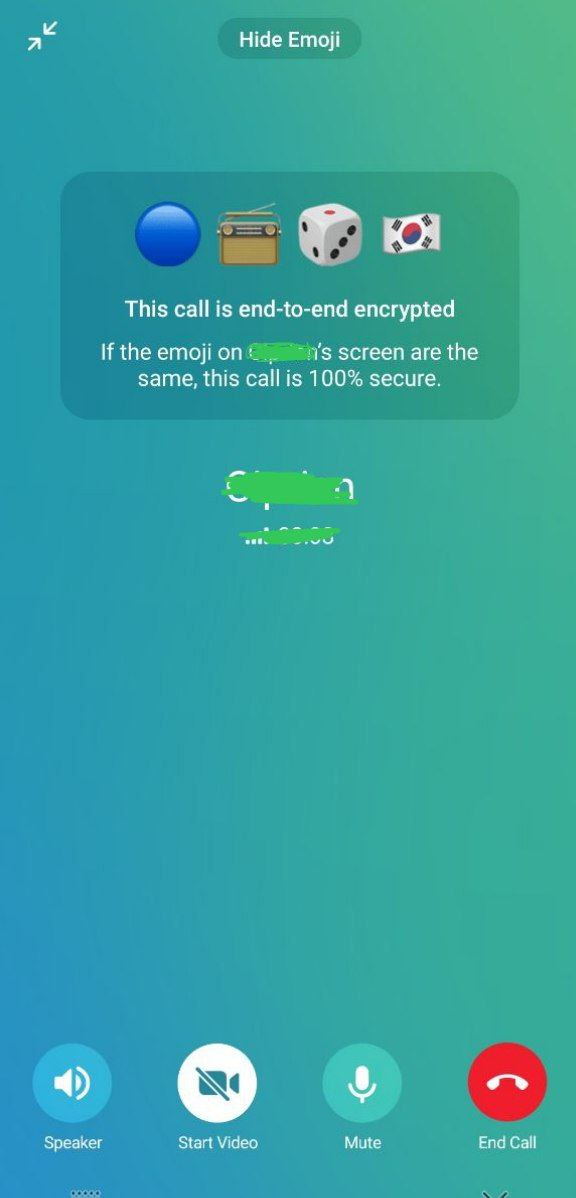 Hide Emoji
This call is end-to-end encrypted
If the emoji on 's screen are the
same, this call is 100% secure.
Speaker
Start Video
Mute
End Call